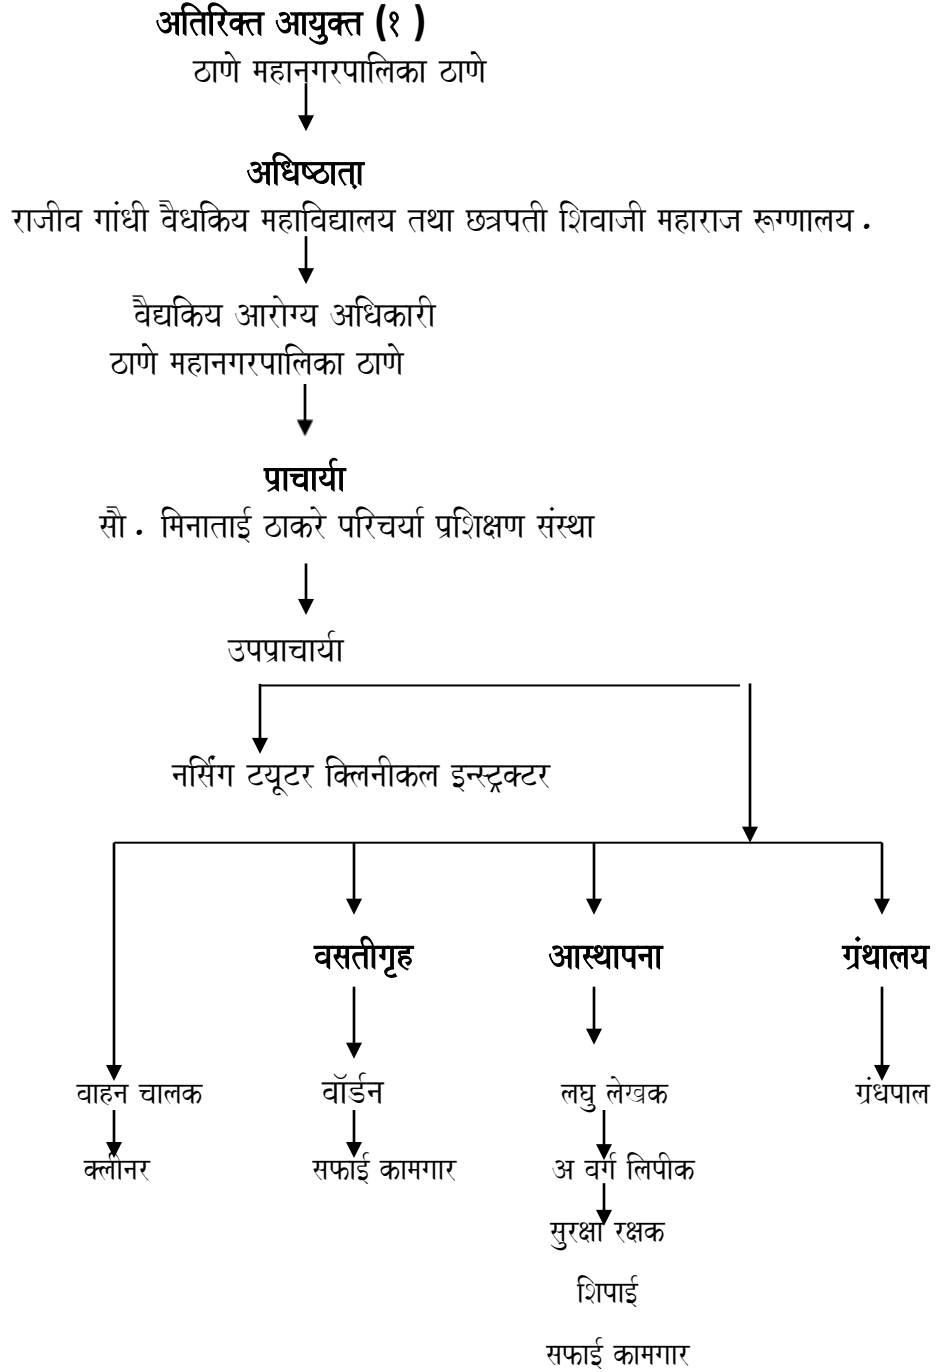 अतिरिक्त आयुक्त (१ )
ठाणे महानगरपालिका ठाणे
अधिष्ठाता
राजीव गांधी वैधकिय महाविद्यालय तथा छत्रपती शिवाजी महाराज रूग्णालय .
वैद्यकिय आरोग्य अधिकारी
ठाणे महानगरपालिका ठाणे
प्राचार्या
सौ . मिनाताई ठाकरे परिचर्या प्रशिक्षण संस्था
उपप्राचार्या
नर्सिंग टयूटर क्लिनीकल इन्स्ट्रक्टर
वसतीगृह आस्थापना ग्रंथालय
वाहन चालक वॉर्डन लघु लेखक ग्रंधपाल
क्लीनर सफाई कामगार अ वर्ग लिपीक
सुरक्षा रक्षक
शिपाई
सफाई कामगार